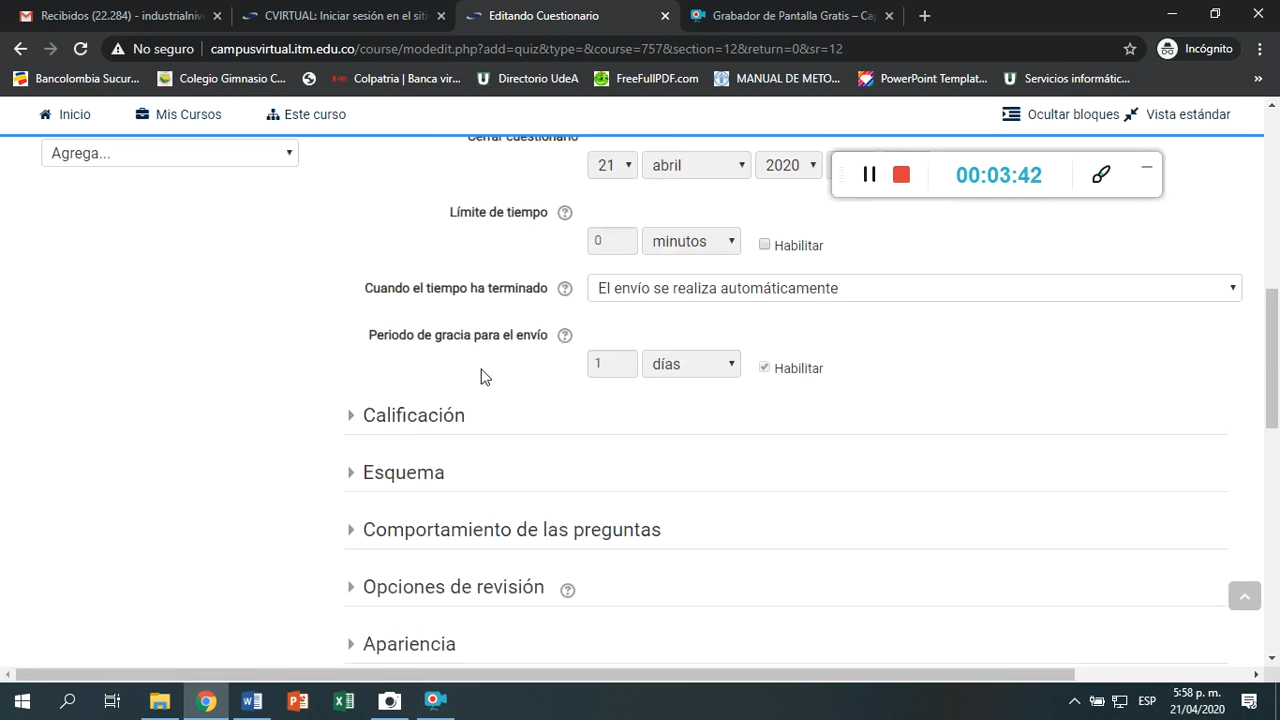 Recibidos (22.284) - industrialnive
CVIRTUAL: Iniciar sesión en el siti
Editando Cuestionario
Grabador de Pantalla Gratis – Ca
No seguro
campusvirtual.itm.edu.co/course/modedit.php?add=quiz&type=&course=757&section=12&return=0&sr=12
Incógnito
Bancolombia Sucur...
Colegio Gimnasio C...
Colpatria | Banca vir...
Directorio UdeA
FreeFullPDF.com
MANUAL DE METO...
PowerPoint Templat...
Servicios informátic...
»
Inicio
Mis Cursos
Este curso
Ocultar bloques
Vista estándar
Cerrar cuestionario
Agrega...
21
abril
2020
00:03:42
Límite de tiempo
0
minutos
Habilitar
Cuando el tiempo ha terminado
El envío se realiza automáticamente
Periodo de gracia para el envío
1
días
Habilitar
Calificación
Esquema
Comportamiento de las preguntas
Opciones de revisión
Apariencia
ESP
5:58 p. m.
21/04/2020